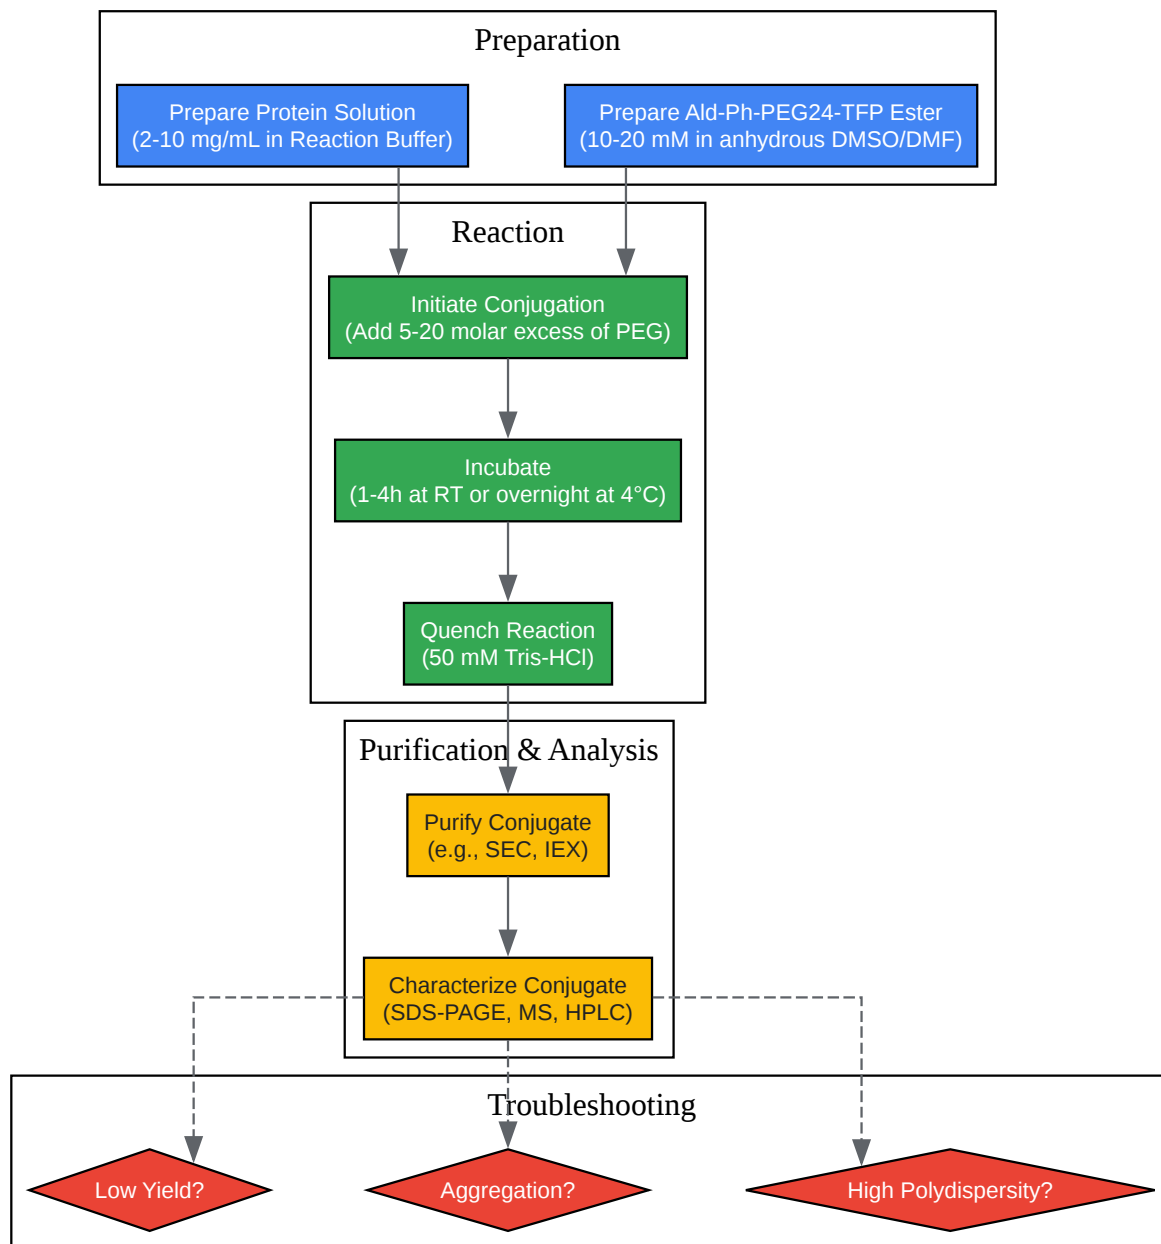 Preparation
Prepare Protein Solution
(2-10 mg/mL in Reaction Buffer)
Prepare Ald-Ph-PEG24-TFP Ester
(10-20 mM in anhydrous DMSO/DMF)
Reaction
Initiate Conjugation
(Add 5-20 molar excess of PEG)
Incubate
(1-4h at RT or overnight at 4°C)
Quench Reaction
(50 mM Tris-HCl)
Purification & Analysis
Purify Conjugate
(e.g., SEC, IEX)
Characterize Conjugate
(SDS-PAGE, MS, HPLC)
Troubleshooting
Low Yield?
Aggregation?
High Polydispersity?